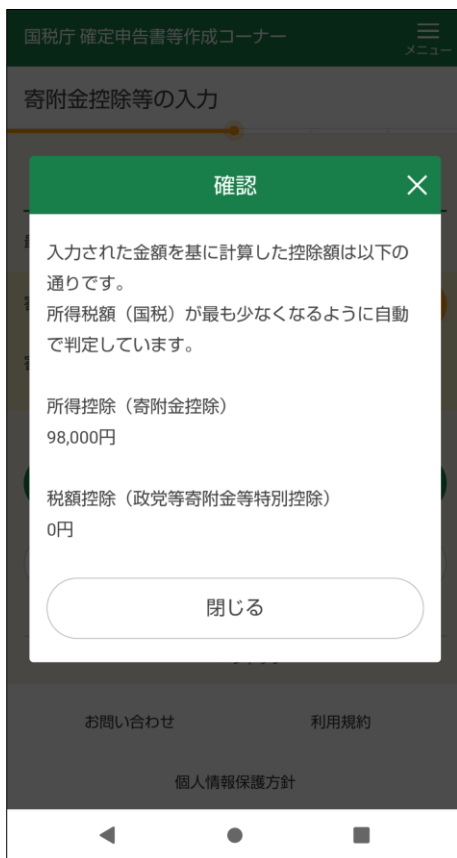 国税庁 確定申告書等作成コーナー
メニュー
寄附金控除等の入力
確認
入力された金額を基に計算した控除額は以下の
通りです。
所得税額（国税）が最も少なくなるように自動
で判定しています。
所得控除（寄附金控除）
98,000円
税額控除（政党等寄附金等特別控除）
0円
閉じる
お問い合わせ
利用規約
個人情報保護方針